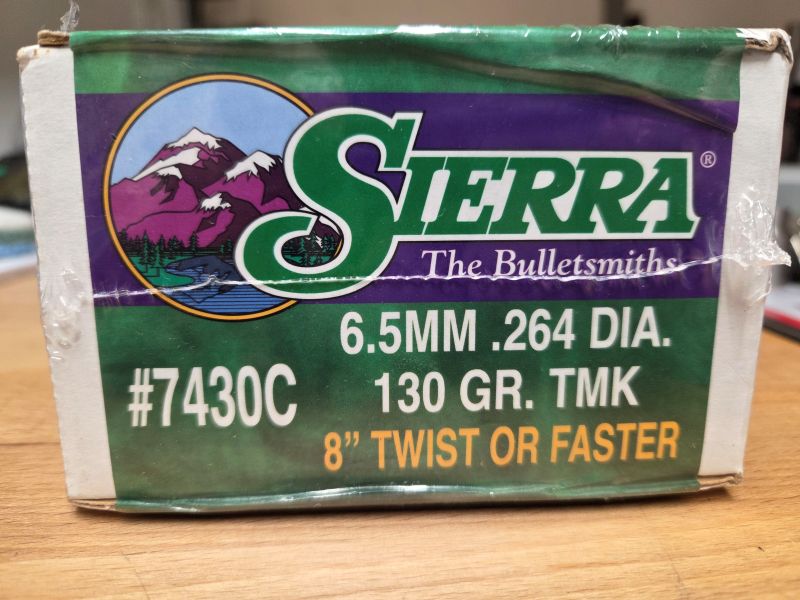 SIERRA®
The Bulletsmiths
#7430C
6.5MM .264 DIA.
130 GR. TMK
8” TWIST OR FASTER